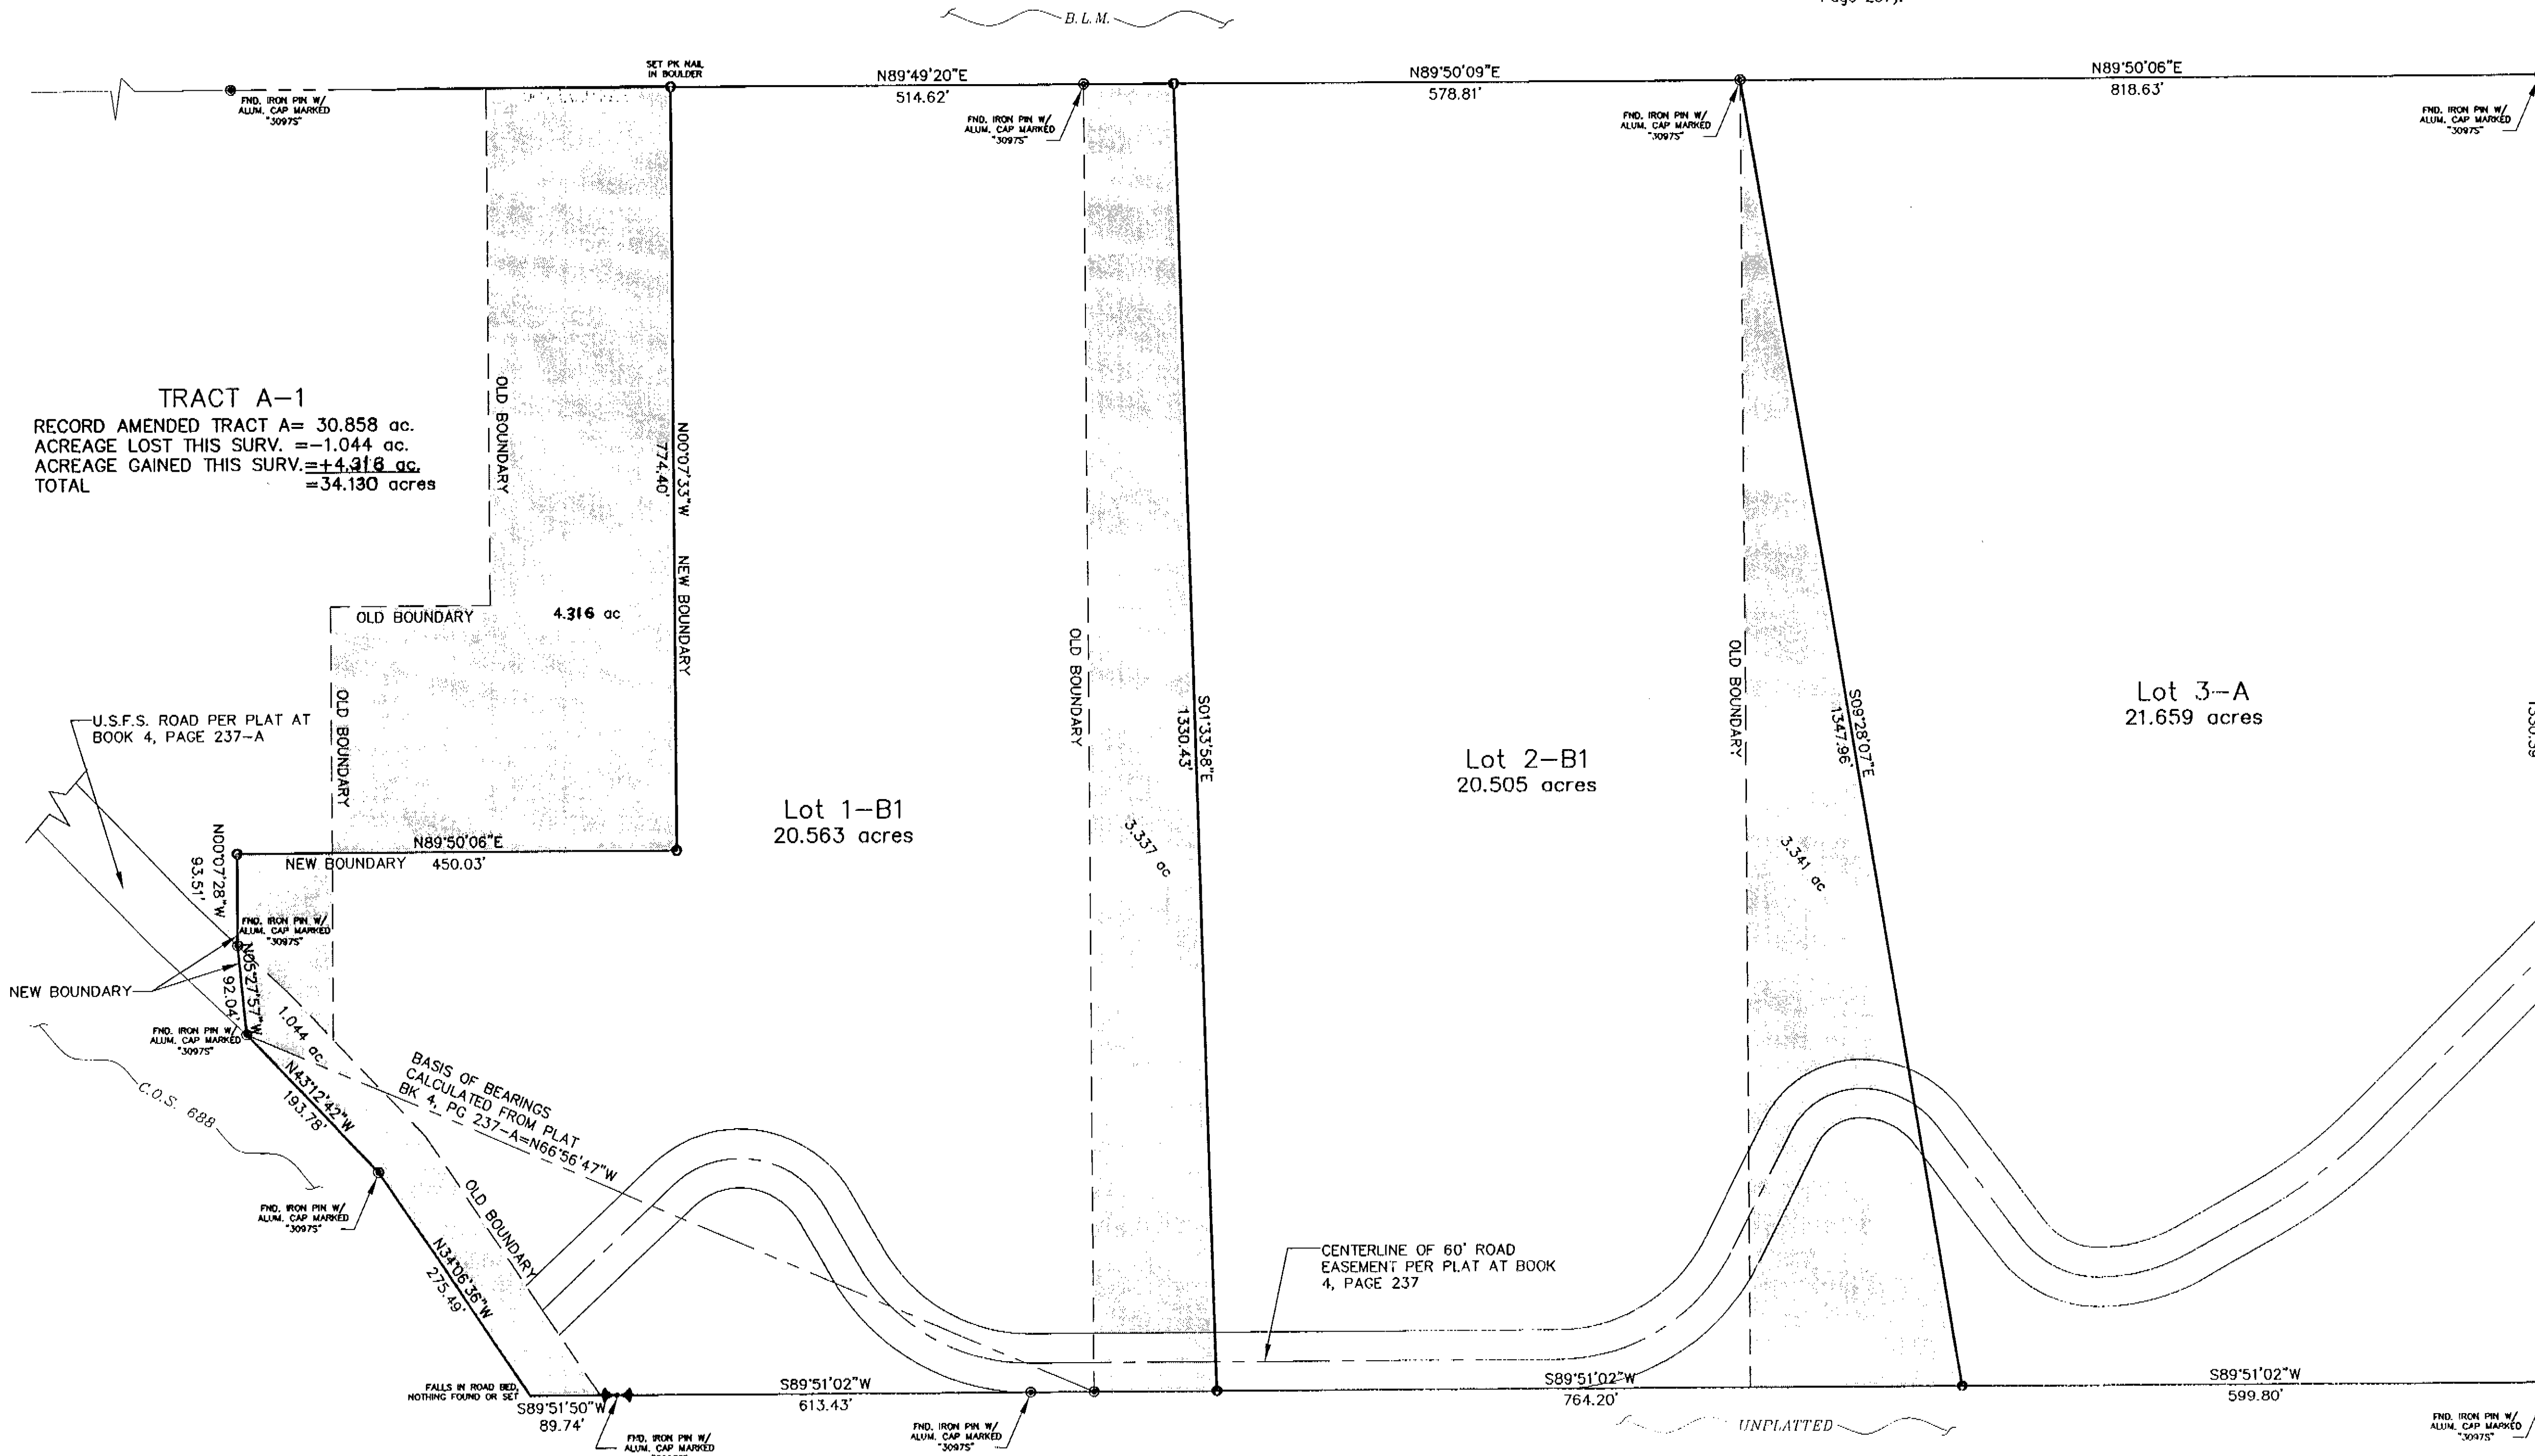 B.L.M.
SET PK NAIL
IN BOULDER
N89°49'20"E
514.62'
N89°50'09"E
578.81'
N89°50'06"E
818.63'
FND. IRON PIN W/
ALUM. CAP MARKED
"3097S"
FND. IRON PIN W/
ALUM. CAP MARKED
"3097S"
FND. IRON PIN W/
ALUM. CAP MARKED
"3097S"
FND. IRON PIN W/
ALUM. CAP MARKED
"3097S"
TRACT A-1
RECORD AMENDED TRACT A= 30.858 ac.
ACREAGE LOST THIS SURV. =-1.044 ac.
ACREAGE GAINED THIS SURV.=+4.316 ac.
TOTAL =34.130 acres
OLD BOUNDARY
N00°07'33"W NEW BOUNDARY
774.40'
OLD BOUNDARY
4.316 ac
OLD BOUNDARY
OLD BOUNDARY
S01°33'58"E
1330.43'
OLD BOUNDARY
S09°28'07"E
1347.96'
Lot 3-A
21.659 acres
U.S.F.S. ROAD PER PLAT AT
BOOK 4, PAGE 237-A
Lot 2-B1
20.505 acres
Lot 1-B1
20.563 acres
3.337 ac
3.341 ac
N89°50'06"E
NEW BOUNDARY 450.03'
N00°07'28"W
93.51'
FND. IRON PIN W/
ALUM. CAP MARKED
"3097S"
NEW BOUNDARY
N05°27'57"W
92.04'
1.044 ac
FND. IRON PIN W/
ALUM. CAP MARKED
"3097S"
C.O.S. 688
N43°12'42"W
193.78'
BASIS OF BEARINGS
CALCULATED FROM PLAT
BK 4, PG 237-A=N66°56'47"W
FND. IRON PIN W/
ALUM. CAP MARKED
"3097S"
OLD BOUNDARY
N34°06'36"W
275.49'
CENTERLINE OF 60' ROAD
EASEMENT PER PLAT AT BOOK
4, PAGE 237
FALLS IN ROAD BED,
NOTHING FOUND OR SET
S89°51'50"W
89.74'
S89°51'02"W
613.43'
S89°51'02"W
764.20'
S89°51'02"W
599.80'
FND. IRON PIN W/
ALUM. CAP MARKED
FND. IRON PIN W/
ALUM. CAP MARKED
"3097S"
UNPLATTED
FND. IRON PIN W/
ALUM. CAP MARKED
"3097S"